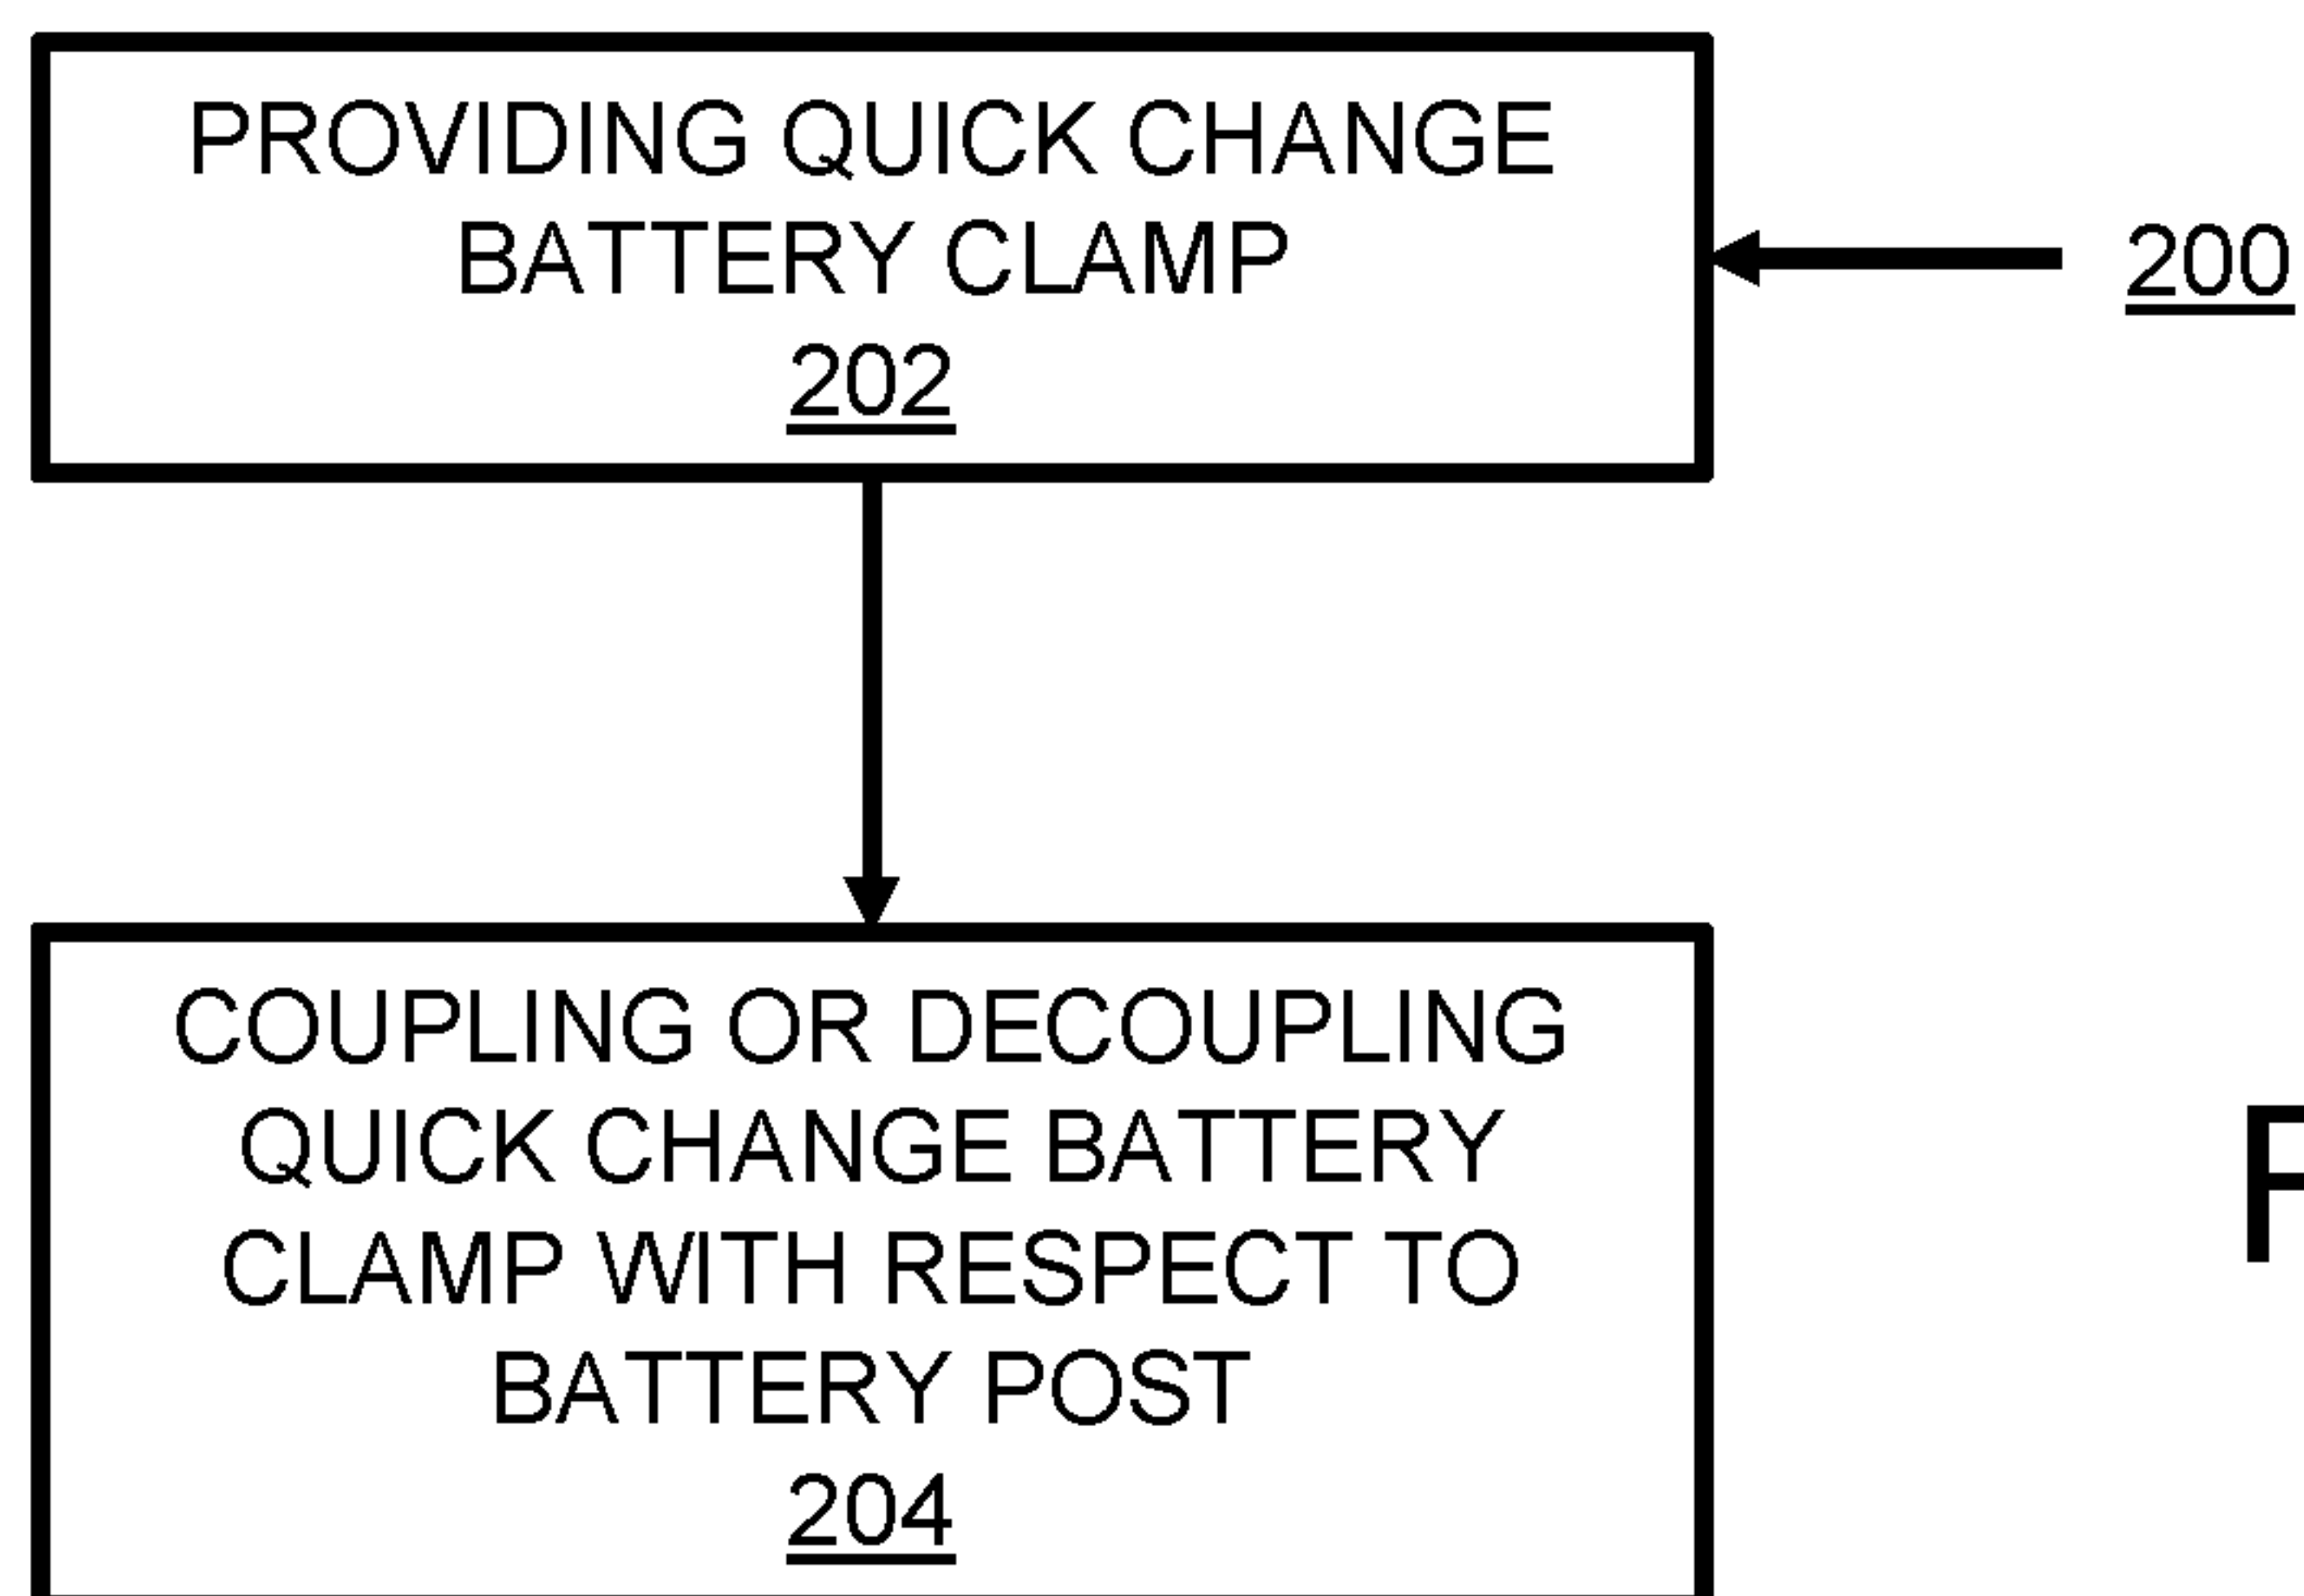 PROVIDING QUICK CHANGE
BATTERY CLAMP
202
200
COUPLING OR DECOUPLING
QUICK CHANGE BATTERY
CLAMP WITH RESPECT TO
BATTERY POST
204